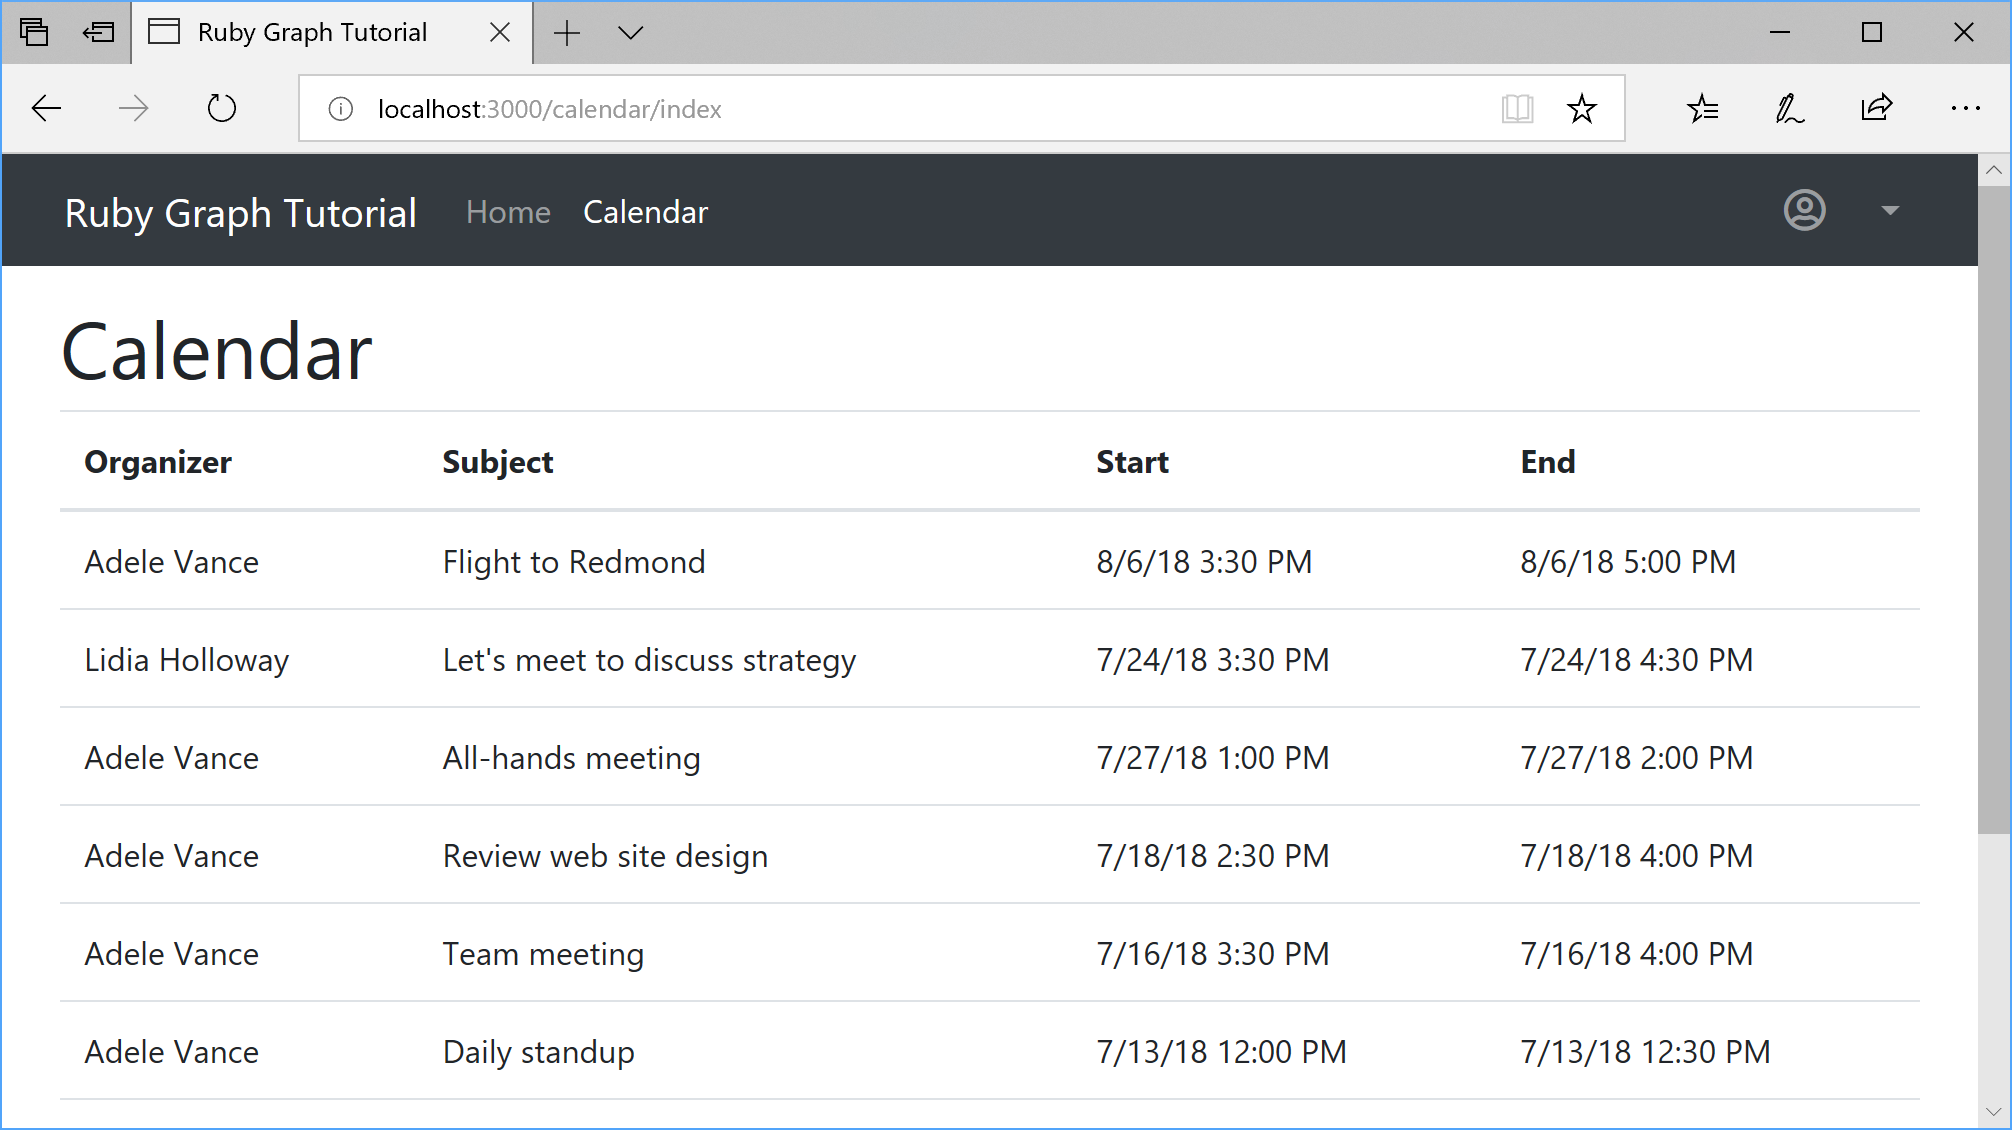 Ruby Graph Tutorial
localhost:3000/calendar/index
Ruby Graph Tutorial Home Calendar
Calendar
Organizer Subject Start End
Adele Vance Flight to Redmond 8/6/18 3:30 PM 8/6/18 5:00 PM
Lidia Holloway Let's meet to discuss strategy 7/24/18 3:30 PM 7/24/18 4:30 PM
Adele Vance All-hands meeting 7/27/18 1:00 PM 7/27/18 2:00 PM
Adele Vance Review web site design 7/18/18 2:30 PM 7/18/18 4:00 PM
Adele Vance Team meeting 7/16/18 3:30 PM 7/16/18 4:00 PM
Adele Vance Daily standup 7/13/18 12:00 PM 7/13/18 12:30 PM